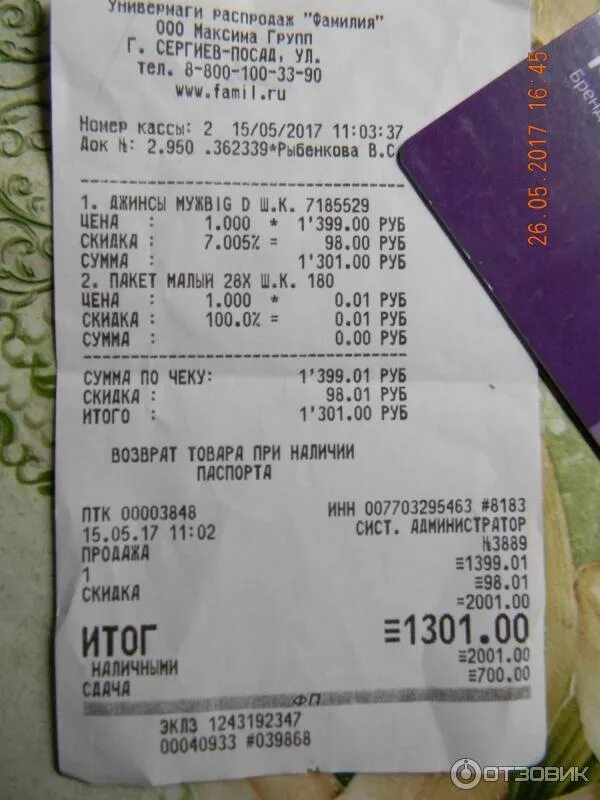 Универмаги распродаж "Фамилия"
ООО Максима Групп
Г. СЕРГИЕВ-ПОСАД, УЛ.
тел. 8-800-100-33-90
www.famil.ru
Номер кассы: 2 15/05/2017 11:03:37
Док №: 2.950 .362339*Рыбенкова В.С
1. ДЖИНСЫ МУЖBIG D Ш.К. 7185529
ЦЕНА : 1.000 * 1'399.00 РУБ
СКИДКА : 7.005% = 98.00 РУБ
СУММА : 1'301.00 РУБ
2. ПАКЕТ МАЛЫЙ 28X Ш.К. 180
ЦЕНА : 1.000 * 0.01 РУБ
СКИДКА : 100.0% = 0.01 РУБ
СУММА : 0.00 РУБ
СУММА ПО ЧЕКУ: 1'399.01 РУБ
СКИДКА : 98.01 РУБ
ИТОГО : 1'301.00 РУБ
ВОЗВРАТ ТОВАРА ПРИ НАЛИЧИИ
ПАСПОРТА
ПТК 00003848 ИНН 007703295463 #8183
15.05.17 11:02 СИСТ. АДМИНИСТРАТОР
ПРОДАЖА №3889
1 ≡1399.01
СКИДКА ≡98.01
=2001.00
ИТОГ ≡1301.00
НАЛИЧНЫМИ ≡2001.00
СДАЧА ≡700.00
ФП
ЭКЛЗ 1243192347
00040933 #039868
Бренд
26.05.2017 16:45
ОТЗОВИК